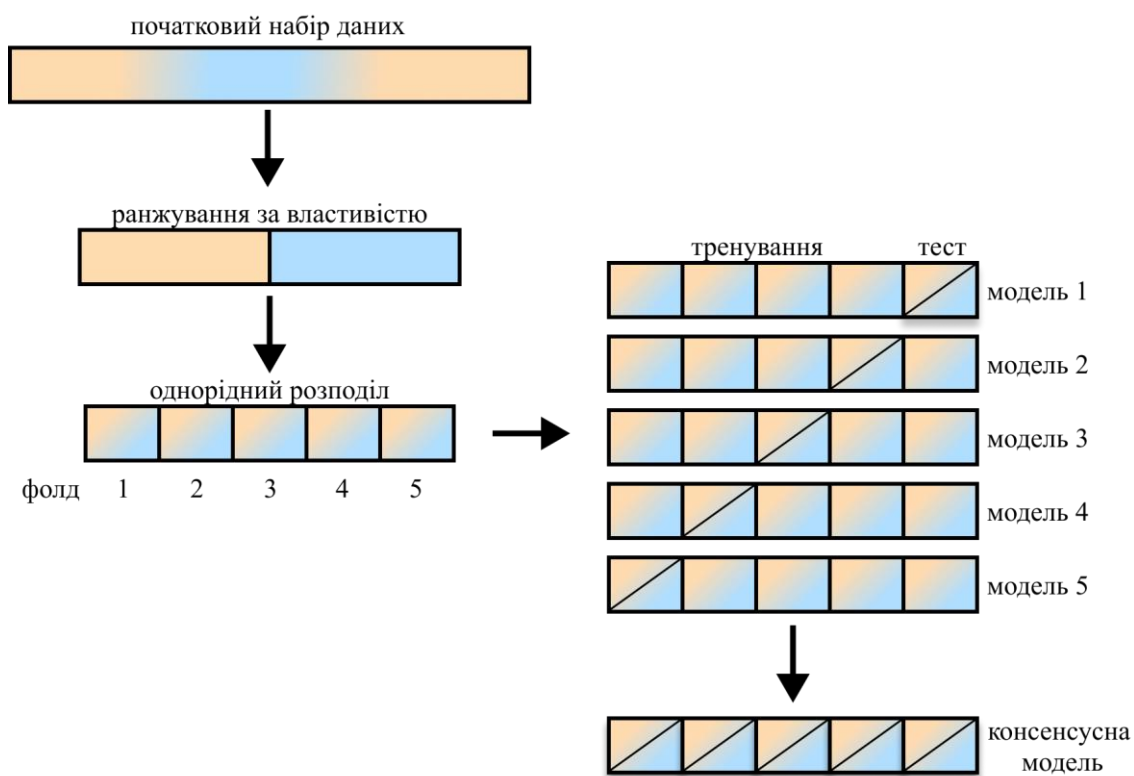 початковий набір даних
ранжування за властивістю
однорідний розподіл
фолд 1 2 3 4 5
тренування тест
модель 1
модель 2
модель 3
модель 4
модель 5
консенсусна
модель